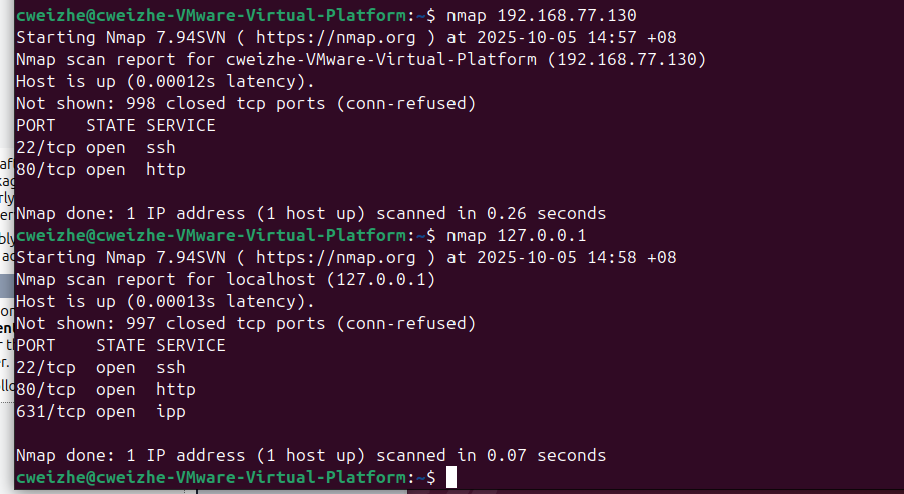 cweizhe@cweizhe-VMware-Virtual-Platform:~$ nmap 192.168.77.130
Starting Nmap 7.94SVN ( https://nmap.org ) at 2025-10-05 14:57 +08
Nmap scan report for cweizhe-VMware-Virtual-Platform (192.168.77.130)
Host is up (0.00012s latency).
Not shown: 998 closed tcp ports (conn-refused)
PORT   STATE SERVICE
22/tcp open  ssh
80/tcp open  http
Nmap done: 1 IP address (1 host up) scanned in 0.26 seconds
cweizhe@cweizhe-VMware-Virtual-Platform:~$ nmap 127.0.0.1
Starting Nmap 7.94SVN ( https://nmap.org ) at 2025-10-05 14:58 +08
Nmap scan report for localhost (127.0.0.1)
Host is up (0.00013s latency).
Not shown: 997 closed tcp ports (conn-refused)
PORT    STATE SERVICE
22/tcp  open  ssh
80/tcp  open  http
631/tcp open  ipp
Nmap done: 1 IP address (1 host up) scanned in 0.07 seconds
cweizhe@cweizhe-VMware-Virtual-Platform:~$